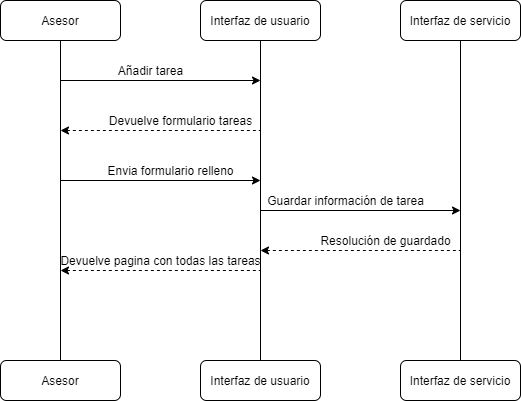 Asesor
Interfaz de usuario
Interfaz de servicio
Añadir tarea
Devuelve formulario tareas
Envia formulario relleno
Guardar información de tarea
Resolución de guardado
Devuelve pagina con todas las tareas
Asesor
Interfaz de usuario
Interfaz de servicio